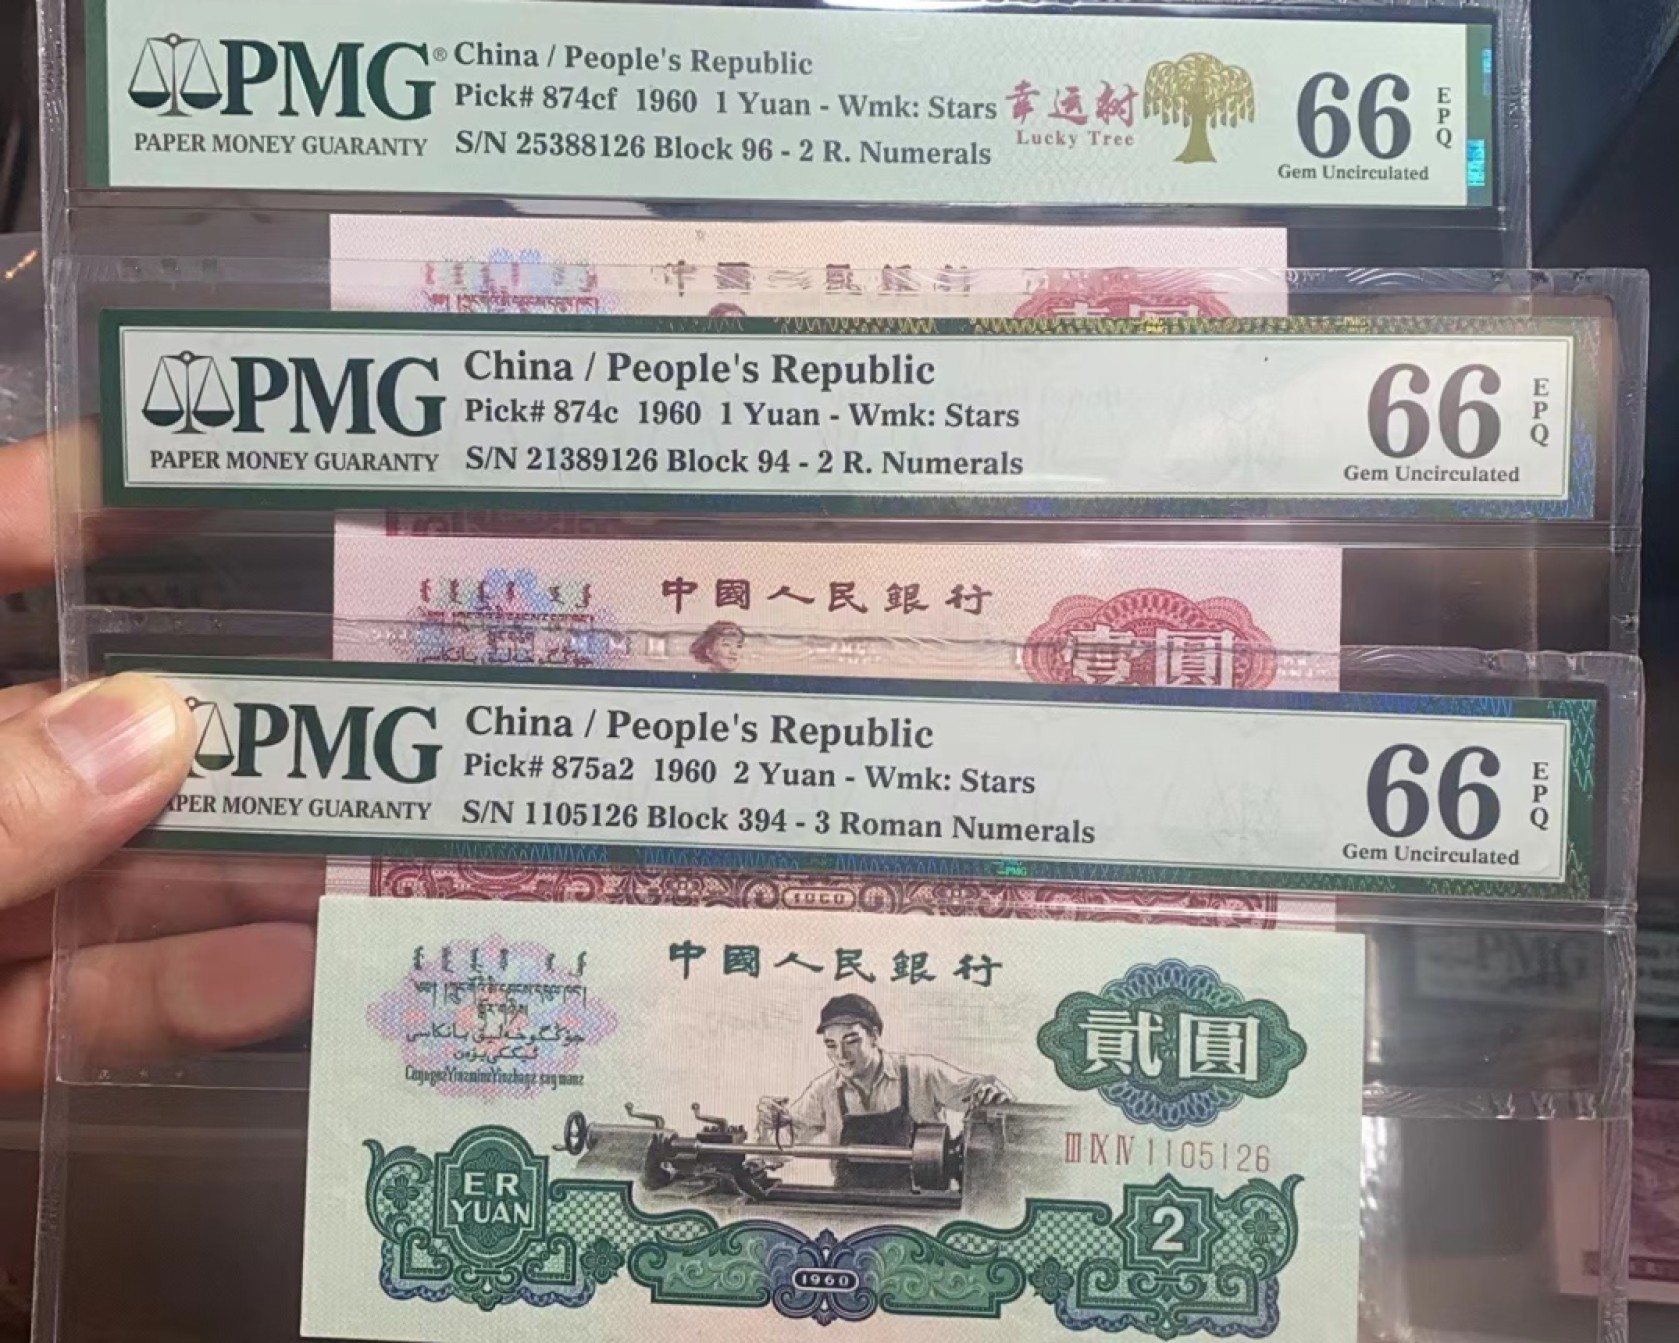 PMG® China / People's Republic
PAPER MONEY GUARANTY
Pick# 874cf 1960 1 Yuan - Wmk: Stars
S/N 25388126 Block 96 - 2 R. Numerals
幸运树
Lucky Tree
66
EPQ
Gem Uncirculated
PMG China / People's Republic
PAPER MONEY GUARANTY
Pick# 874c 1960 1 Yuan - Wmk: Stars
S/N 21389126 Block 94 - 2 R. Numerals
66
EPQ
Gem Uncirculated
中國人民銀行
壹圓
PMG China / People's Republic
PER MONEY GUARANTY
Pick# 875a2 1960 2 Yuan - Wmk: Stars
S/N 1105126 Block 394 - 3 Roman Numerals
66
EPQ
Gem Uncirculated
1960
中國人民銀行
貳圓
ⅢⅨⅣ1105126
ER
YUAN
2
1960